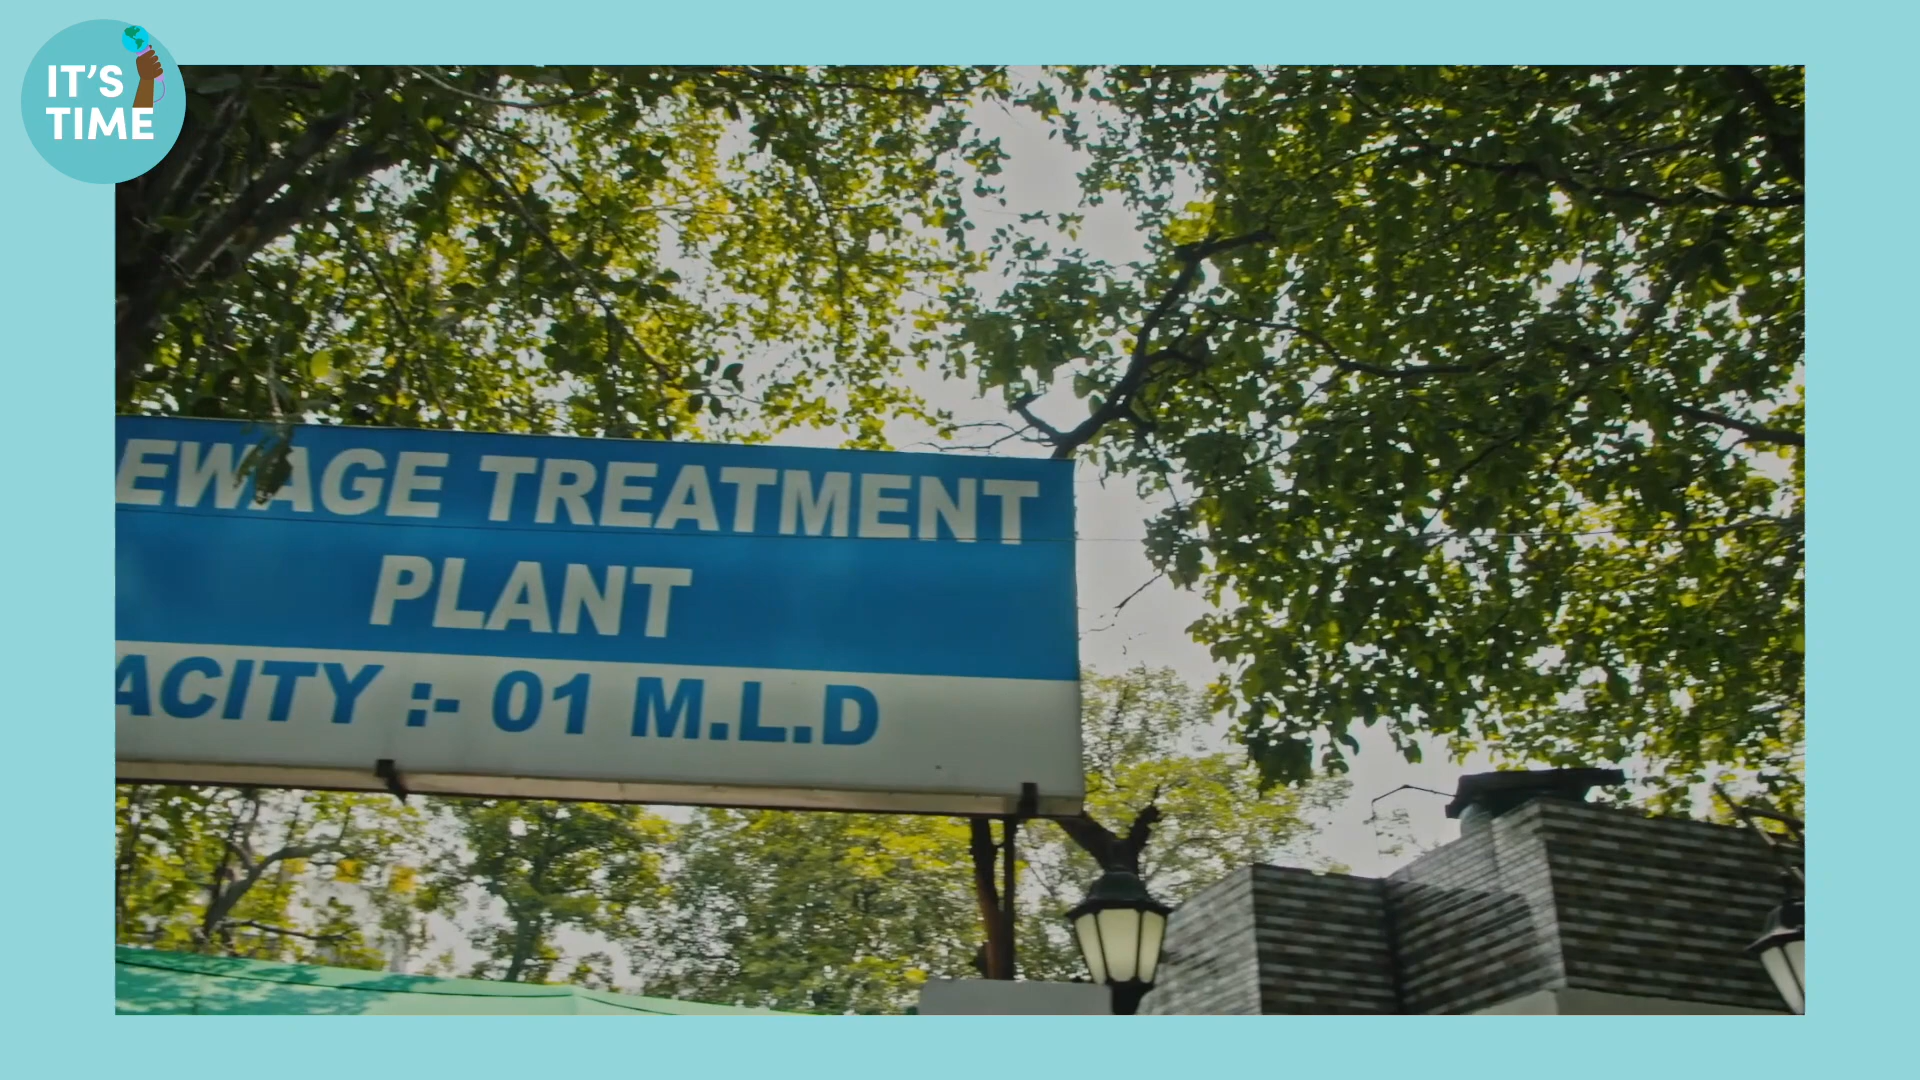 IT'S
TIME
EWAGE TREATMENT
PLANT
ACITY :- 01 M.L.D